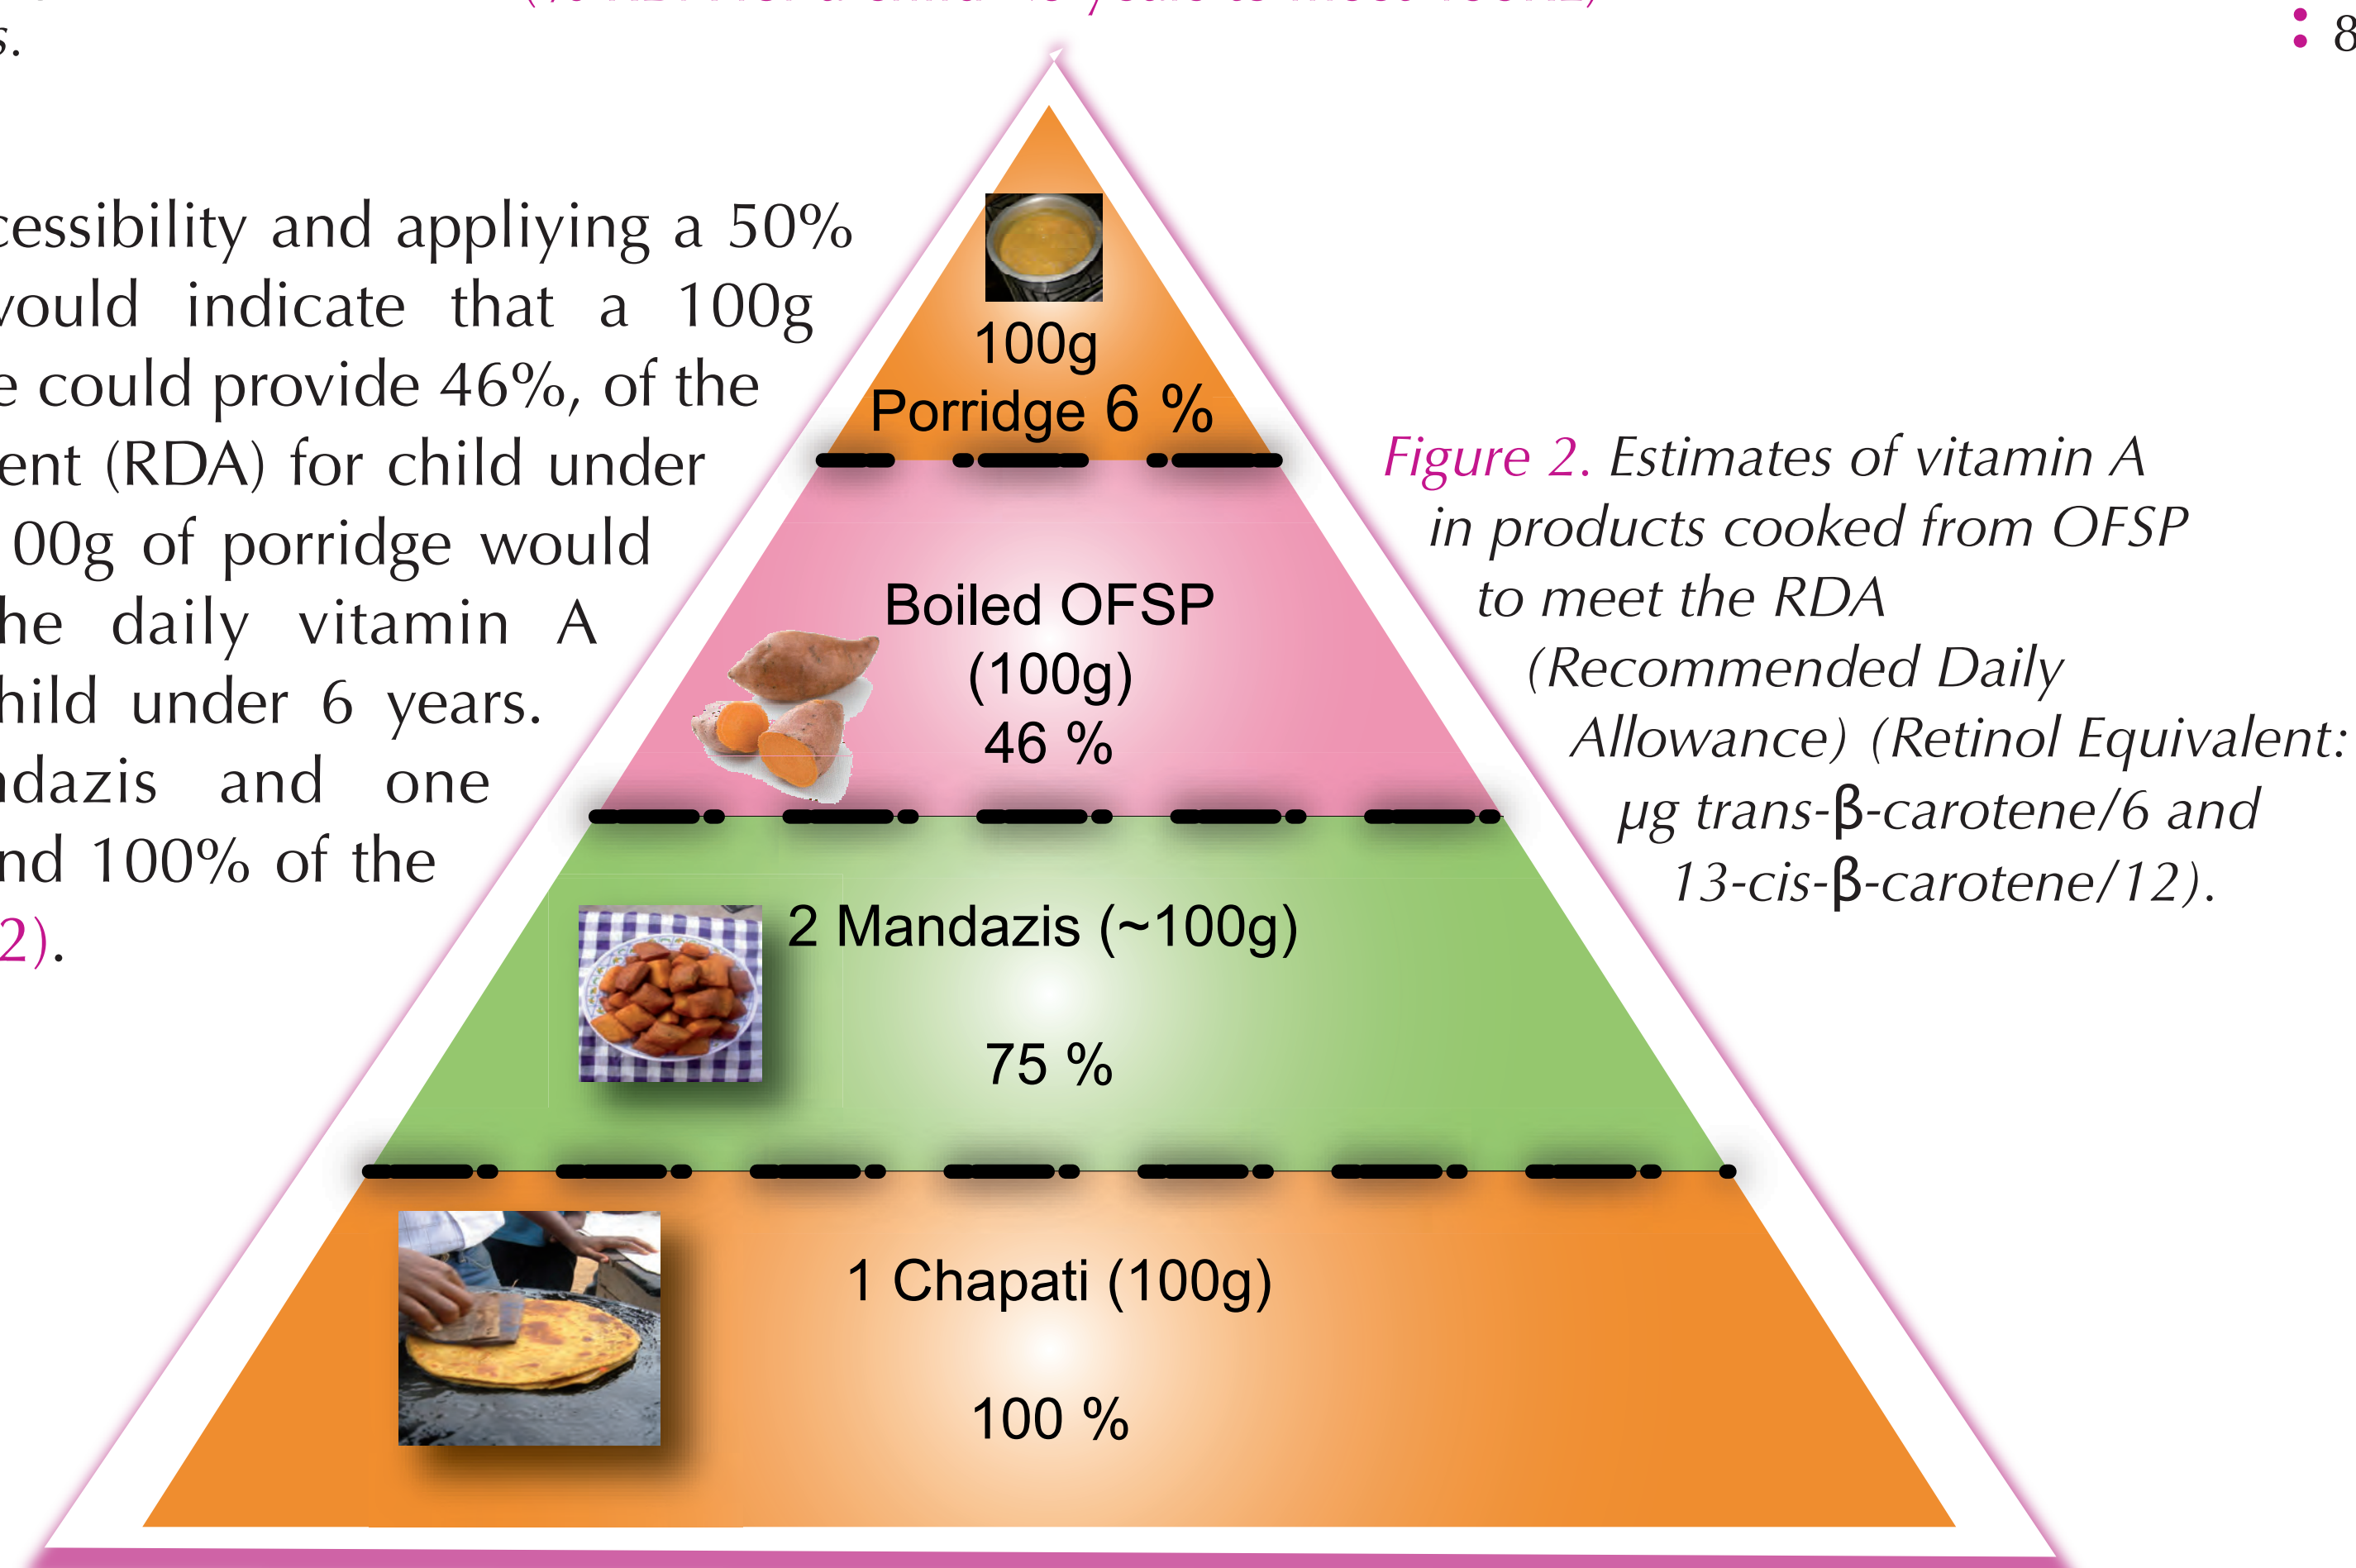 s.
8
cessibility and appliying a 50%
would indicate that a 100g
e could provide 46%, of the
ent (RDA) for child under
00g of porridge would
he daily vitamin A
hild under 6 years.
ndazis and one
nd 100% of the
2).
100g
Porridge 6 %
Boiled OFSP
(100g)
46 %
2 Mandazis (~100g)
75 %
1 Chapati (100g)
100 %
Figure 2. Estimates of vitamin A
in products cooked from OFSP
to meet the RDA
(Recommended Daily
Allowance) (Retinol Equivalent:
µg trans-β-carotene/6 and
13-cis-β-carotene/12).